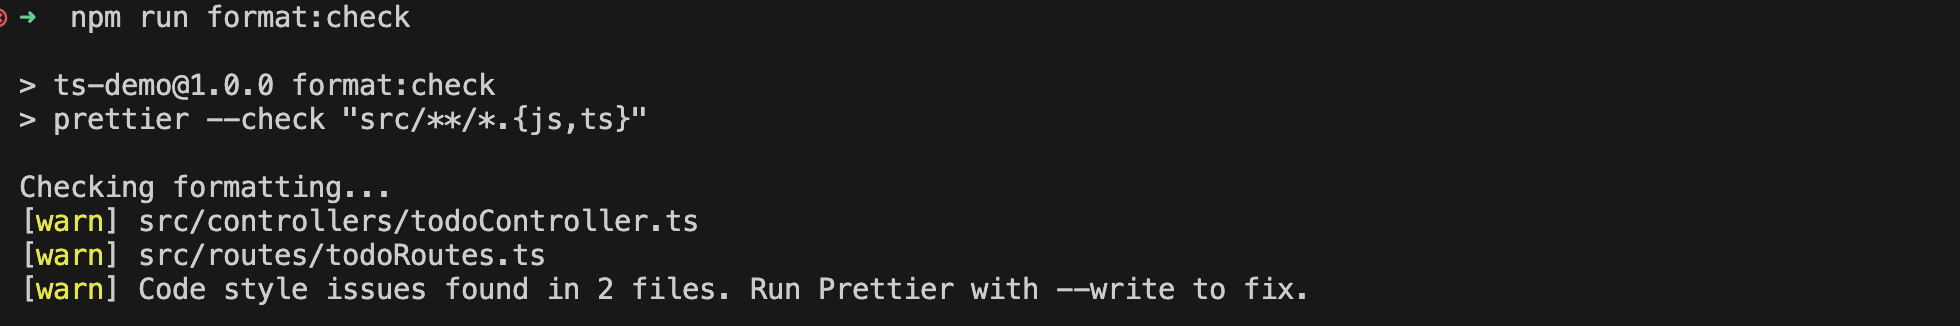 ➜ npm run format:check
> ts-demo@1.0.0 format:check
> prettier --check "src/**/*.{js,ts}"
Checking formatting...
[warn] src/controllers/todoController.ts
[warn] src/routes/todoRoutes.ts
[warn] Code style issues found in 2 files. Run Prettier with --write to fix.